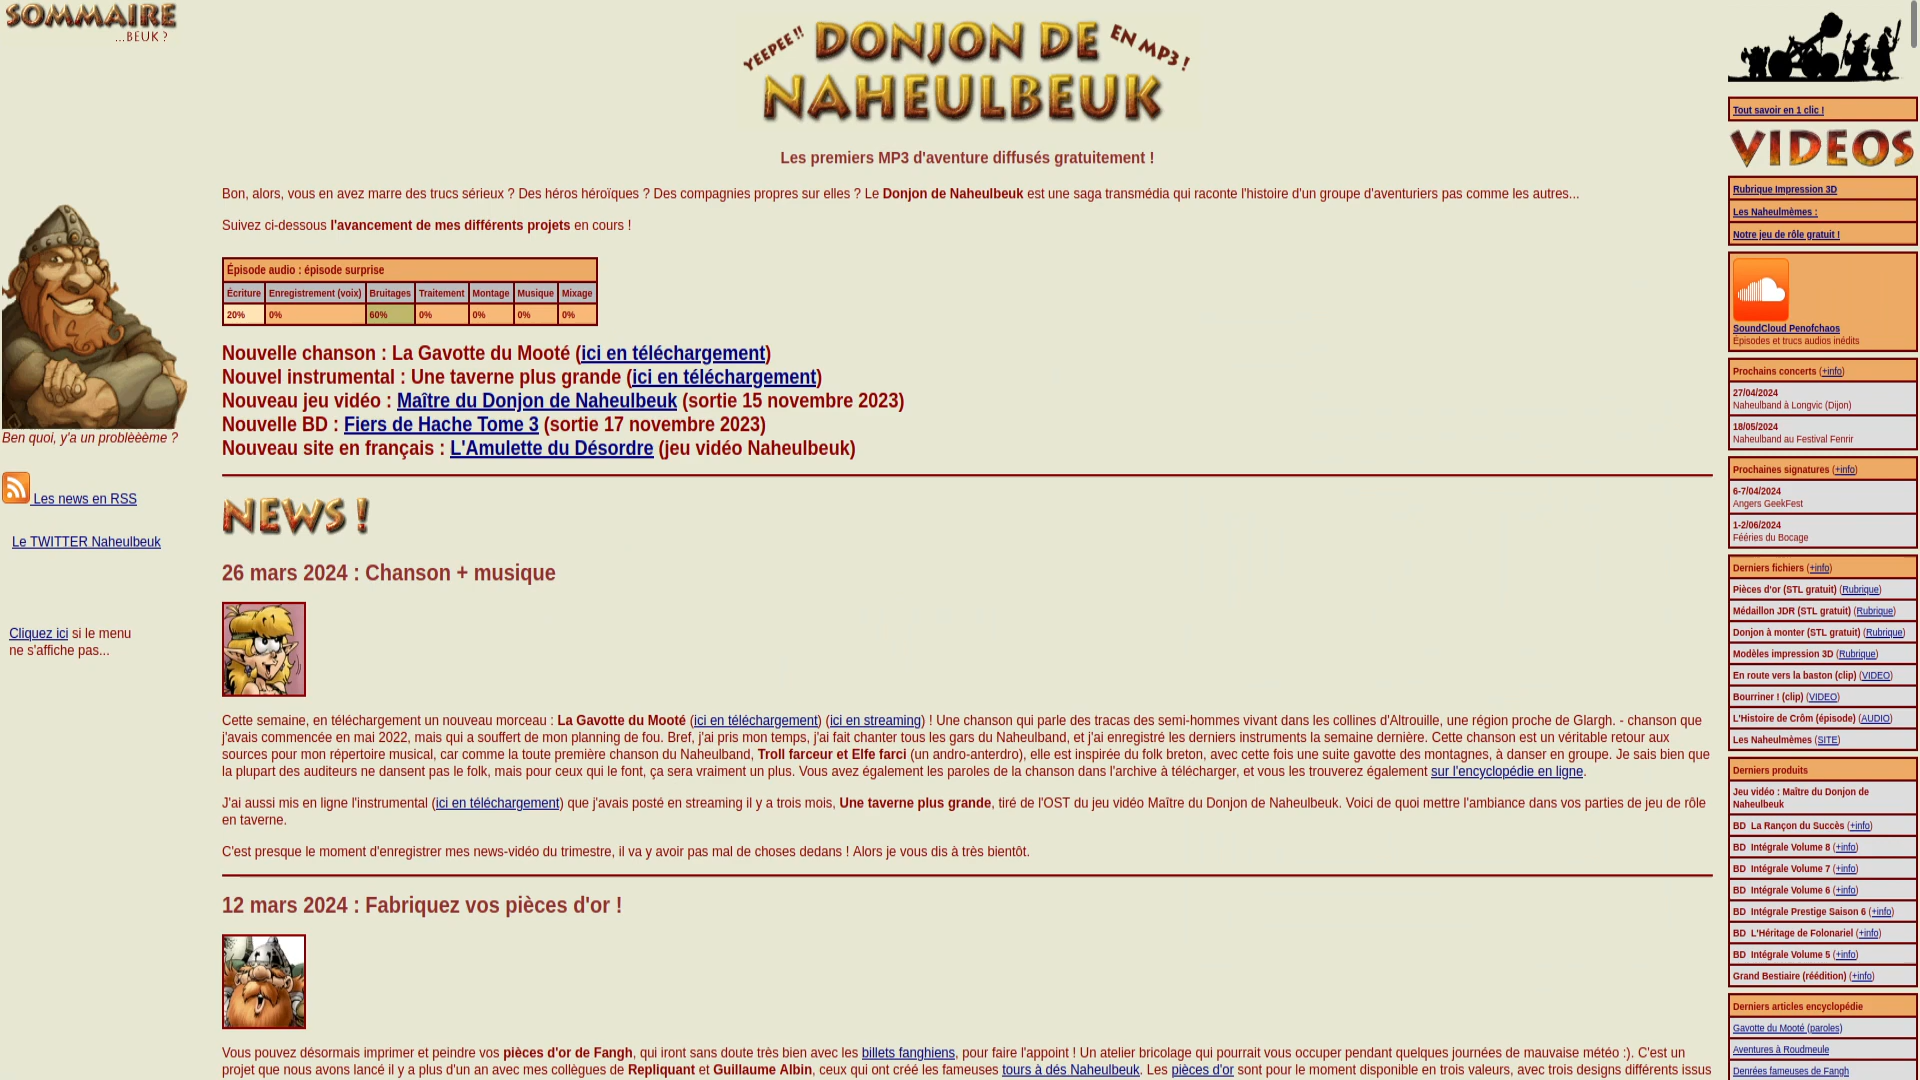 SOMMAIRE
...BEUK ?
Ben quoi, y'a un problèèème ?
Les news en RSS
Le TWITTER Naheulbeuk
Cliquez ici si le menu
ne s'affiche pas...
YEEPEE !! DONJON DE EN MP3 !
NAHEULBEUK
Les premiers MP3 d'aventure diffusés gratuitement !
Bon, alors, vous en avez marre des trucs sérieux ? Des héros héroïques ? Des compagnies propres sur elles ? Le Donjon de Naheulbeuk est une saga transmédia qui raconte l'histoire d'un groupe d'aventuriers pas comme les autres...
Suivez ci-dessous l'avancement de mes différents projets en cours !
Épisode audio : épisode surprise
Écriture Enregistrement (voix) Bruitages Traitement Montage Musique Mixage
20% 0% 60% 0% 0% 0% 0%
Nouvelle chanson : La Gavotte du Mooté (ici en téléchargement)
Nouvel instrumental : Une taverne plus grande (ici en téléchargement)
Nouveau jeu vidéo : Maître du Donjon de Naheulbeuk (sortie 15 novembre 2023)
Nouvelle BD : Fiers de Hache Tome 3 (sortie 17 novembre 2023)
Nouveau site en français : L'Amulette du Désordre (jeu vidéo Naheulbeuk)
NEWS !
26 mars 2024 : Chanson + musique
Cette semaine, en téléchargement un nouveau morceau : La Gavotte du Mooté (ici en téléchargement) (ici en streaming) ! Une chanson qui parle des tracas des semi-hommes vivant dans les collines d'Altrouille, une région proche de Glargh. - chanson que
j'avais commencée en mai 2022, mais qui a souffert de mon planning de fou. Bref, j'ai pris mon temps, j'ai fait chanter tous les gars du Naheulband, et j'ai enregistré les derniers instruments la semaine dernière. Cette chanson est un véritable retour aux
sources pour mon répertoire musical, car comme la toute première chanson du Naheulband, Troll farceur et Elfe farci (un andro-anterdro), elle est inspirée du folk breton, avec cette fois une suite gavotte des montagnes, à danser en groupe. Je sais bien que
la plupart des auditeurs ne dansent pas le folk, mais pour ceux qui le font, ça sera vraiment un plus. Vous avez également les paroles de la chanson dans l'archive à télécharger, et vous les trouverez également sur l'encyclopédie en ligne.
J'ai aussi mis en ligne l'instrumental (ici en téléchargement) que j'avais posté en streaming il y a trois mois, Une taverne plus grande, tiré de l'OST du jeu vidéo Maître du Donjon de Naheulbeuk. Voici de quoi mettre l'ambiance dans vos parties de jeu de rôle
en taverne.
C'est presque le moment d'enregistrer mes news-vidéo du trimestre, il va y avoir pas mal de choses dedans ! Alors je vous dis à très bientôt.
12 mars 2024 : Fabriquez vos pièces d'or !
Vous pouvez désormais imprimer et peindre vos pièces d'or de Fangh, qui iront sans doute très bien avec les billets fanghiens, pour faire l'appoint ! Un atelier bricolage qui pourrait vous occuper pendant quelques journées de mauvaise météo :). C'est un
projet que nous avons lancé il y a plus d'un an avec mes collègues de Repliquant et Guillaume Albin, ceux qui ont créé les fameuses tours à dés Naheulbeuk. Les pièces d'or sont pour le moment disponible en trois valeurs, avec trois designs différents issus
Tout savoir en 1 clic !
VIDEOS
Rubrique Impression 3D
Les Naheulmèmes :
Notre jeu de rôle gratuit !
SoundCloud Penofchaos
Épisodes et trucs audios inédits
Prochains concerts (+info)
27/04/2024
Naheulband à Longvic (Dijon)
18/05/2024
Naheulband au Festival Fenrir
Prochaines signatures (+info)
6-7/04/2024
Angers GeekFest
1-2/06/2024
Fééries du Bocage
Derniers fichiers (+info)
Pièces d'or (STL gratuit) (Rubrique)
Médaillon JDR (STL gratuit) (Rubrique)
Donjon à monter (STL gratuit) (Rubrique)
Modèles impression 3D (Rubrique)
En route vers la baston (clip) (VIDEO)
Bourriner ! (clip) (VIDEO)
L'Histoire de Crôm (épisode) (AUDIO)
Les Naheulmèmes (SITE)
Derniers produits
Jeu vidéo : Maître du Donjon de
Naheulbeuk
BD La Rançon du Succès (+info)
BD Intégrale Volume 8 (+info)
BD Intégrale Volume 7 (+info)
BD Intégrale Volume 6 (+info)
BD Intégrale Prestige Saison 6 (+info)
BD L'Héritage de Folonariel (+info)
BD Intégrale Volume 5 (+info)
Grand Bestiaire (réédition) (+info)
Derniers articles encyclopédie
Gavotte du Mooté (paroles)
Aventures à Roudmeule
Denrées fameuses de Fangh